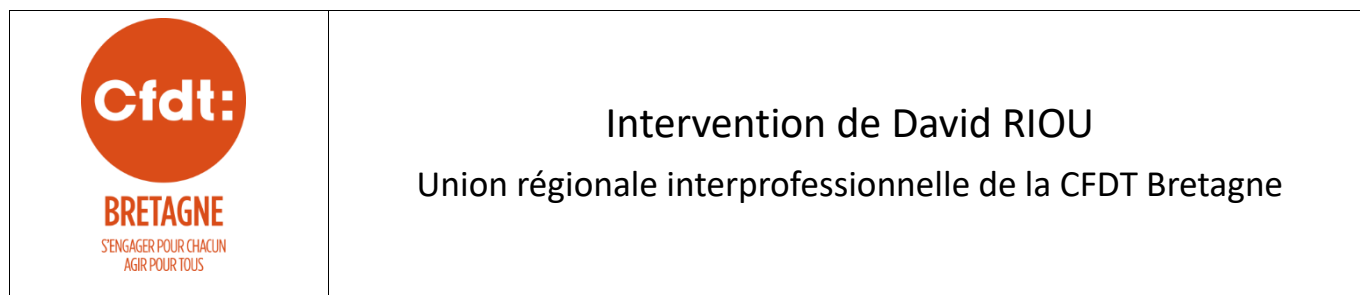 Cfdt:
BRETAGNE
S'ENGAGER POUR CHACUN
AGIR POUR TOUS
Intervention de David RIOU
Union régionale interprofessionnelle de la CFDT Bretagne